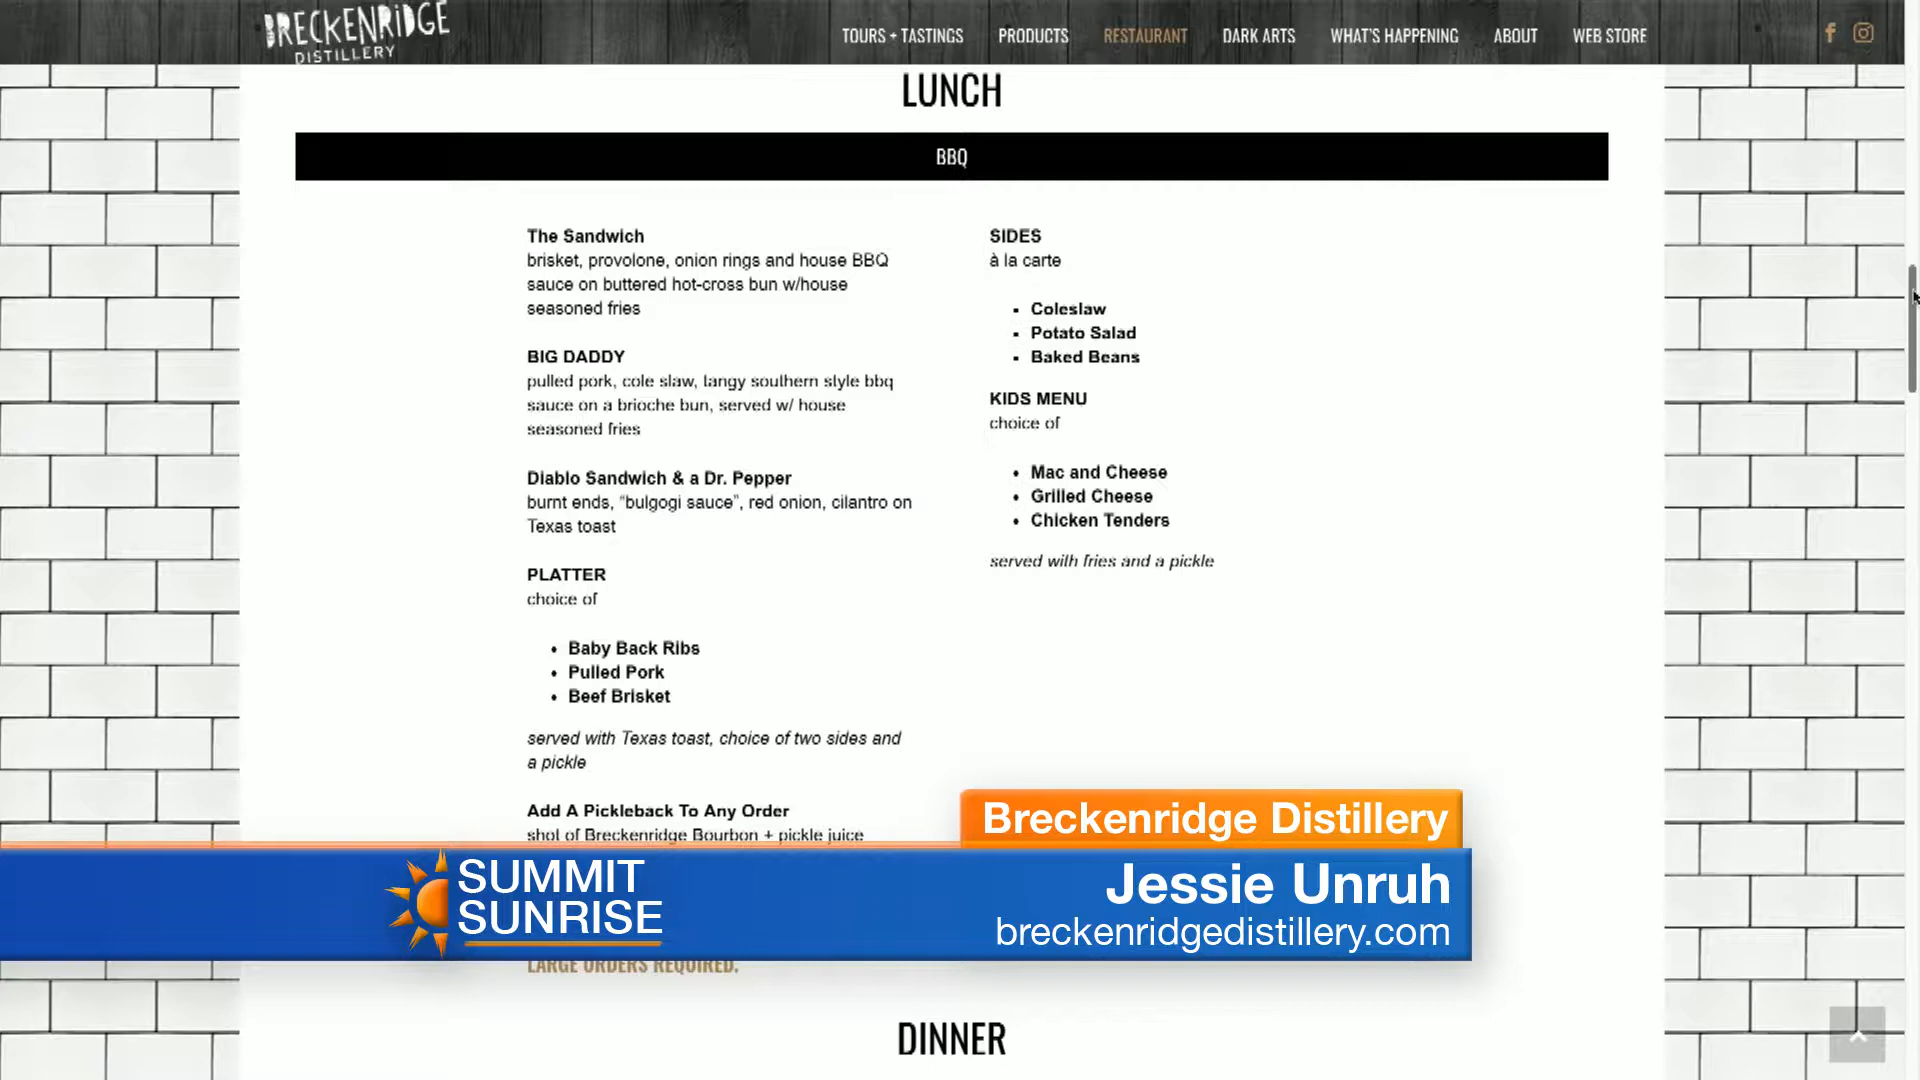 BRECKENRIDGE
DISTILLERY
TOURS + TASTINGS
PRODUCTS
RESTAURANT
DARK ARTS
WHAT'S HAPPENING
ABOUT
WEB STORE
LUNCH
BBQ
The Sandwich
brisket, provolone, onion rings and house BBQ
sauce on buttered hot-cross bun w/house
seasoned fries
BIG DADDY
pulled pork, cole slaw, tangy southern style bbq
sauce on a brioche bun, served w/ house
seasoned fries
Diablo Sandwich & a Dr. Pepper
burnt ends, “bulgogi sauce”, red onion, cilantro on
Texas toast
PLATTER
choice of
• Baby Back Ribs
• Pulled Pork
• Beef Brisket
served with Texas toast, choice of two sides and
a pickle
Add A Pickleback To Any Order
shot of Breckenridge Bourbon + pickle juice
SIDES
à la carte
• Coleslaw
• Potato Salad
• Baked Beans
KIDS MENU
choice of
• Mac and Cheese
• Grilled Cheese
• Chicken Tenders
served with fries and a pickle
Breckenridge Distillery
SUMMIT
SUNRISE
Jessie Unruh
breckenridgedistillery.com
LARGE ORDERS REQUIRED.
DINNER